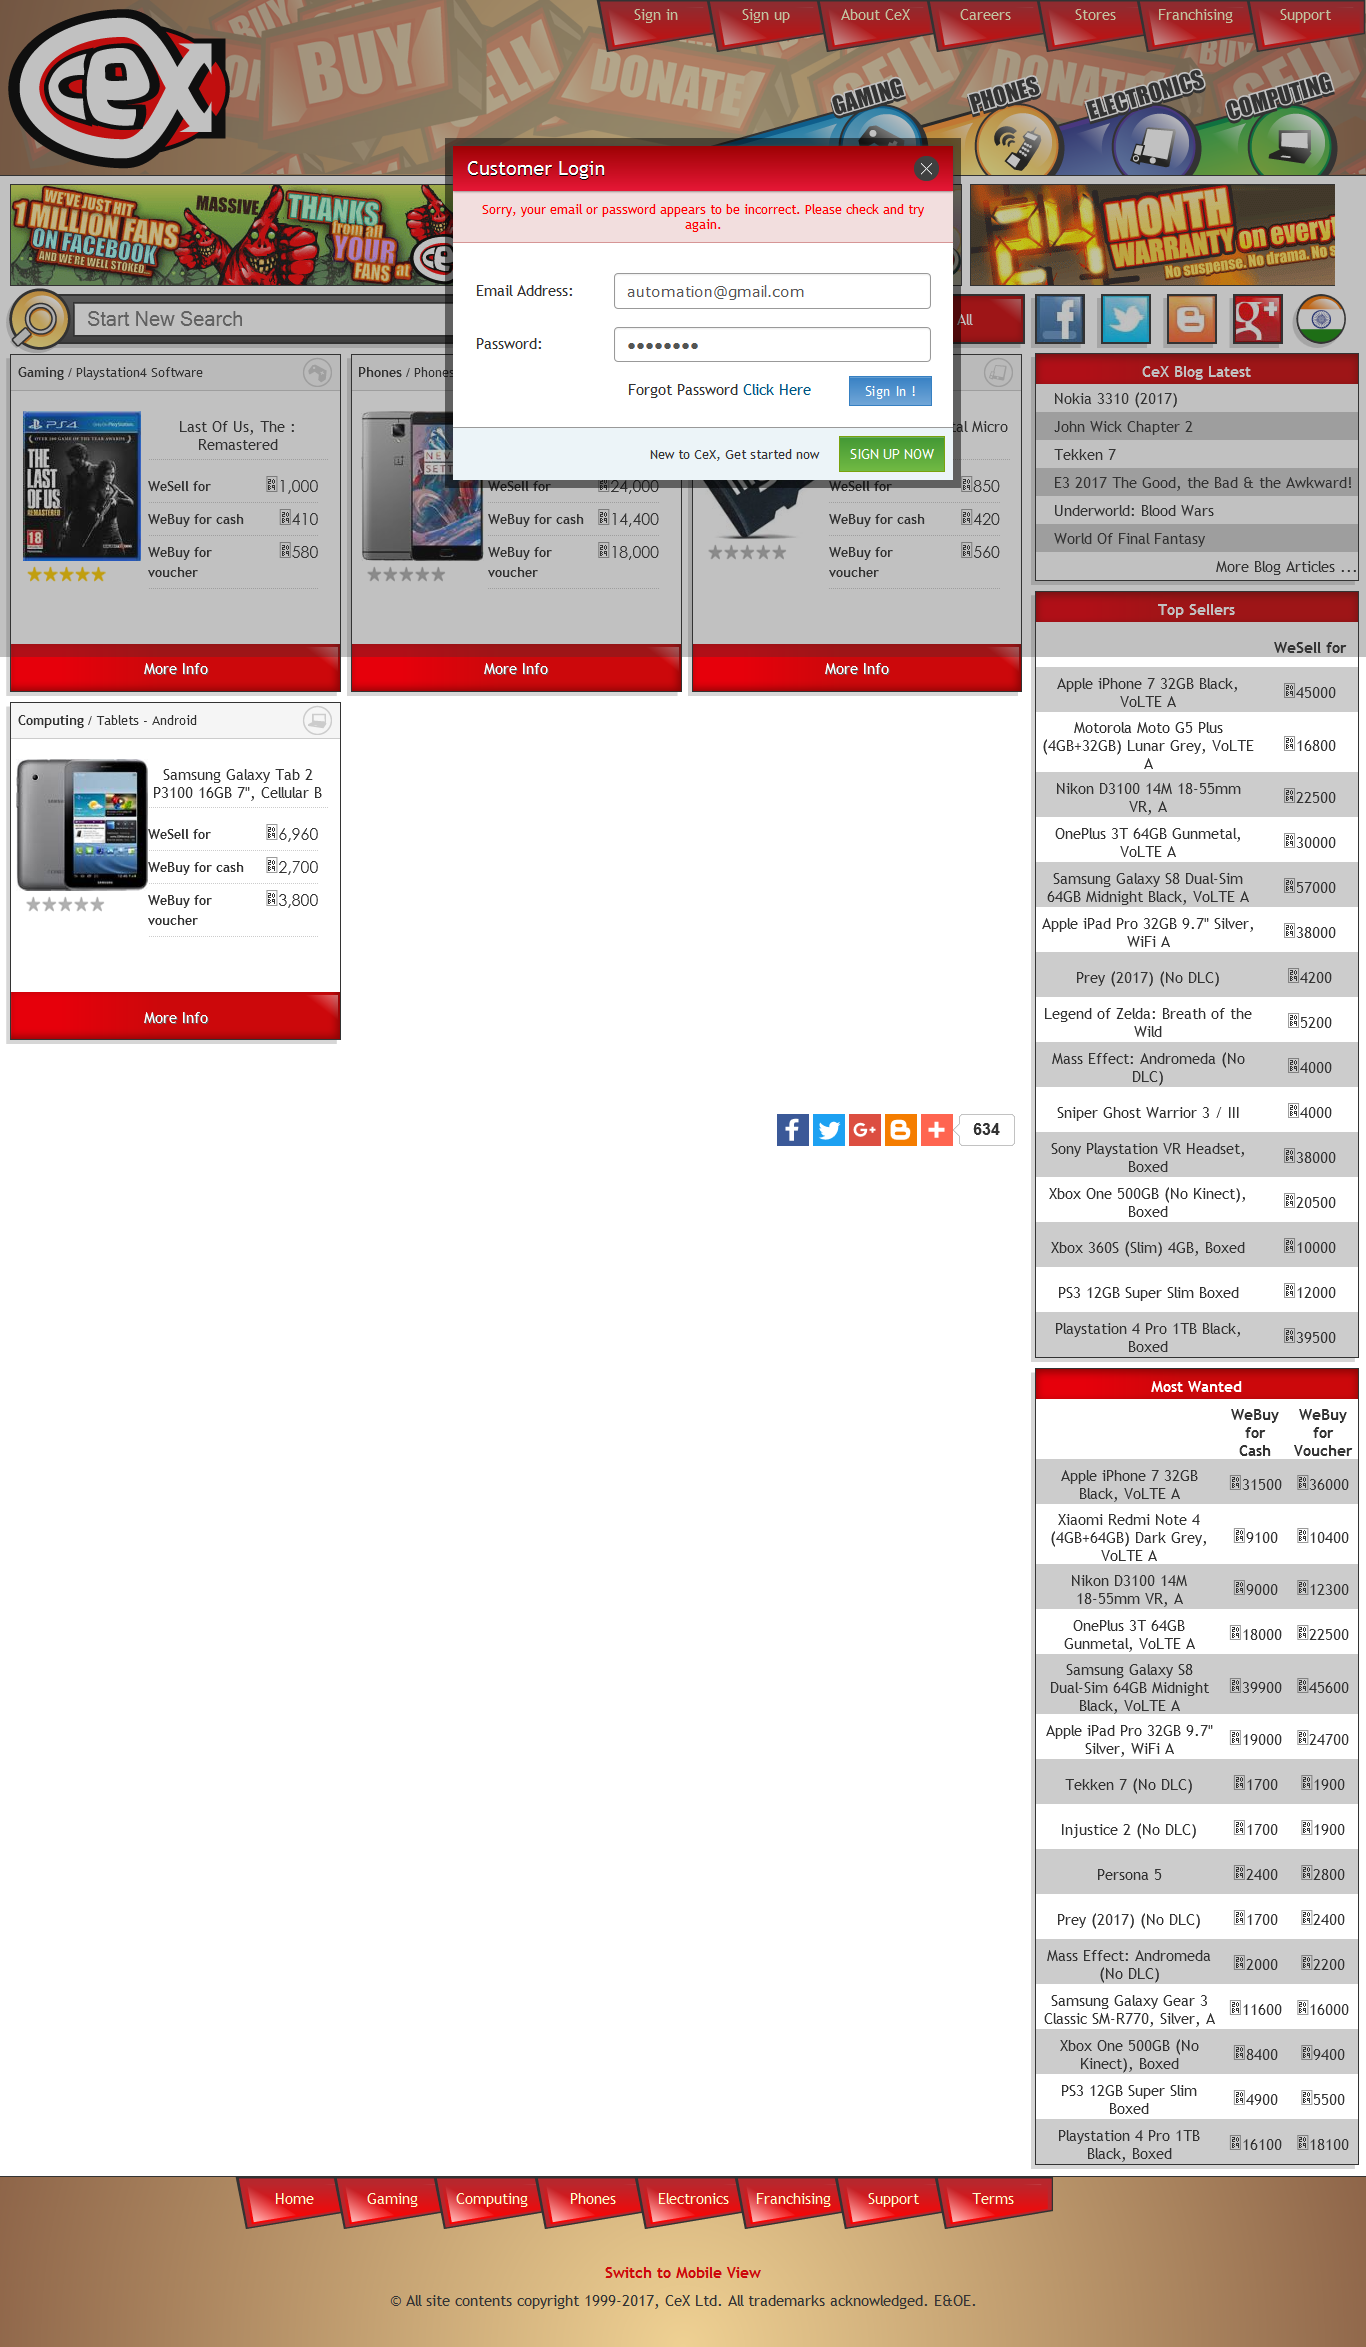 Sign in
Sign up
About CeX
Careers
Stores
Franchising
Support
cex
BUY
SELL
DONATE
SELL
DONATE
BUY
SELL
GAMING
PHONES
ELECTRONICS
COMPUTING
Customer Login
Sorry, your email or password appears to be incorrect. Please check and try
again.
Email Address:
automation@gmail.com
Password:
Forgot Password Click Here
Sign In !
New to CeX, Get started now
SIGN UP NOW
WE'VE JUST HIT
1 MILLION FANS
ON FACEBOOK
AND WE'RE WELL STOKED...
MASSIVE
THANKS
from all
YOUR
FANS at
MONTH
WARRANTY on everyt
No suspense. No drama. No s
Start New Search
All
Gaming / Playstation4 Software
PS4
THE
LAST
OF US
REMASTERED
18
Last Of Us, The :
Remastered
WeSell for
1,000
WeBuy for cash
410
WeBuy for
voucher
580
More Info
Phones / Phones
NEVER
SETT
WeSell for
24,000
WeBuy for cash
14,400
WeBuy for
voucher
18,000
More Info
tal Micro
WeSell for
850
WeBuy for cash
420
WeBuy for
voucher
560
More Info
Computing / Tablets - Android
Samsung Galaxy Tab 2
P3100 16GB 7", Cellular B
WeSell for
6,960
WeBuy for cash
2,700
WeBuy for
voucher
3,800
More Info
634
CeX Blog Latest
Nokia 3310 (2017)
John Wick Chapter 2
Tekken 7
E3 2017 The Good, the Bad & the Awkward!
Underworld: Blood Wars
World Of Final Fantasy
More Blog Articles ...
Top Sellers
WeSell for
Apple iPhone 7 32GB Black,
VoLTE A
45000
Motorola Moto G5 Plus
(4GB+32GB) Lunar Grey, VoLTE
A
16800
Nikon D3100 14M 18-55mm
VR, A
22500
OnePlus 3T 64GB Gunmetal,
VoLTE A
30000
Samsung Galaxy S8 Dual-Sim
64GB Midnight Black, VoLTE A
57000
Apple iPad Pro 32GB 9.7" Silver,
WiFi A
38000
Prey (2017) (No DLC)
4200
Legend of Zelda: Breath of the
Wild
5200
Mass Effect: Andromeda (No
DLC)
4000
Sniper Ghost Warrior 3 / III
4000
Sony Playstation VR Headset,
Boxed
38000
Xbox One 500GB (No Kinect),
Boxed
20500
Xbox 360S (Slim) 4GB, Boxed
10000
PS3 12GB Super Slim Boxed
12000
Playstation 4 Pro 1TB Black,
Boxed
39500
Most Wanted
WeBuy
for
Cash
WeBuy
for
Voucher
Apple iPhone 7 32GB
Black, VoLTE A
31500 36000
Xiaomi Redmi Note 4
(4GB+64GB) Dark Grey,
VoLTE A
9100 10400
Nikon D3100 14M
18-55mm VR, A
9000 12300
OnePlus 3T 64GB
Gunmetal, VoLTE A
18000 22500
Samsung Galaxy S8
Dual-Sim 64GB Midnight
Black, VoLTE A
39900 45600
Apple iPad Pro 32GB 9.7"
Silver, WiFi A
19000 24700
Tekken 7 (No DLC)
1700 1900
Injustice 2 (No DLC)
1700 1900
Persona 5
2400 2800
Prey (2017) (No DLC)
1700 2400
Mass Effect: Andromeda
(No DLC)
2000 2200
Samsung Galaxy Gear 3
Classic SM-R770, Silver, A
11600 16000
Xbox One 500GB (No
Kinect), Boxed
8400 9400
PS3 12GB Super Slim
Boxed
4900 5500
Playstation 4 Pro 1TB
Black, Boxed
16100 18100
Home
Gaming
Computing
Phones
Electronics
Franchising
Support
Terms
Switch to Mobile View
© All site contents copyright 1999-2017, CeX Ltd. All trademarks acknowledged. E&OE.